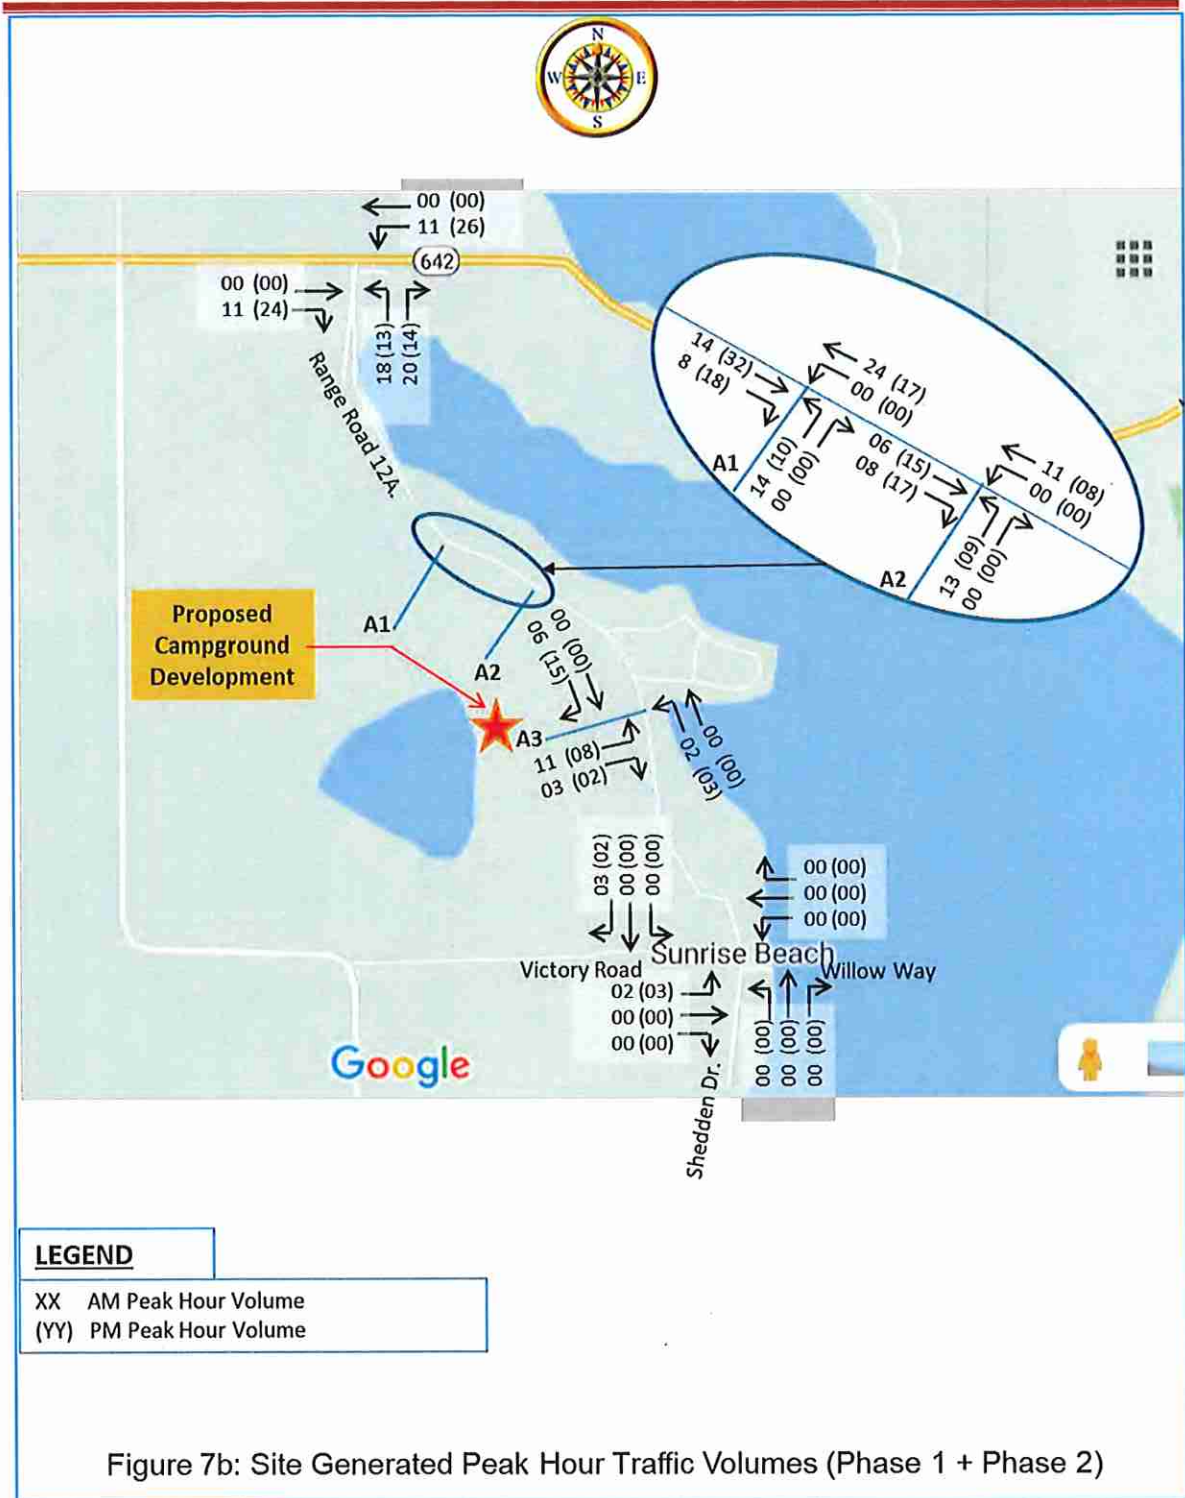 N
W E
S
00 (00)
11 (26)
642
00 (00)
11 (24)
18 (13)
20 (14)
Range Road 12A.
14 (32)
8 (18)
24 (17)
00 (00)
A1
14 (10)
00 (00)
06 (15)
08 (17)
11 (08)
00 (00)
A2
13 (09)
00 (00)
Proposed
Campground
Development
A1
A2
00 (00)
06 (15)
A3
11 (08)
03 (02)
00 (00)
02 (03)
03 (02)
00 (00)
00 (00)
00 (00)
00 (00)
00 (00)
Sunrise Beach
Victory Road
Willow Way
02 (03)
00 (00)
00 (00)
00 (00)
00 (00)
00 (00)
Shedden Dr.
Google
LEGEND
XX AM Peak Hour Volume
(YY) PM Peak Hour Volume
Figure 7b: Site Generated Peak Hour Traffic Volumes (Phase 1 + Phase 2)